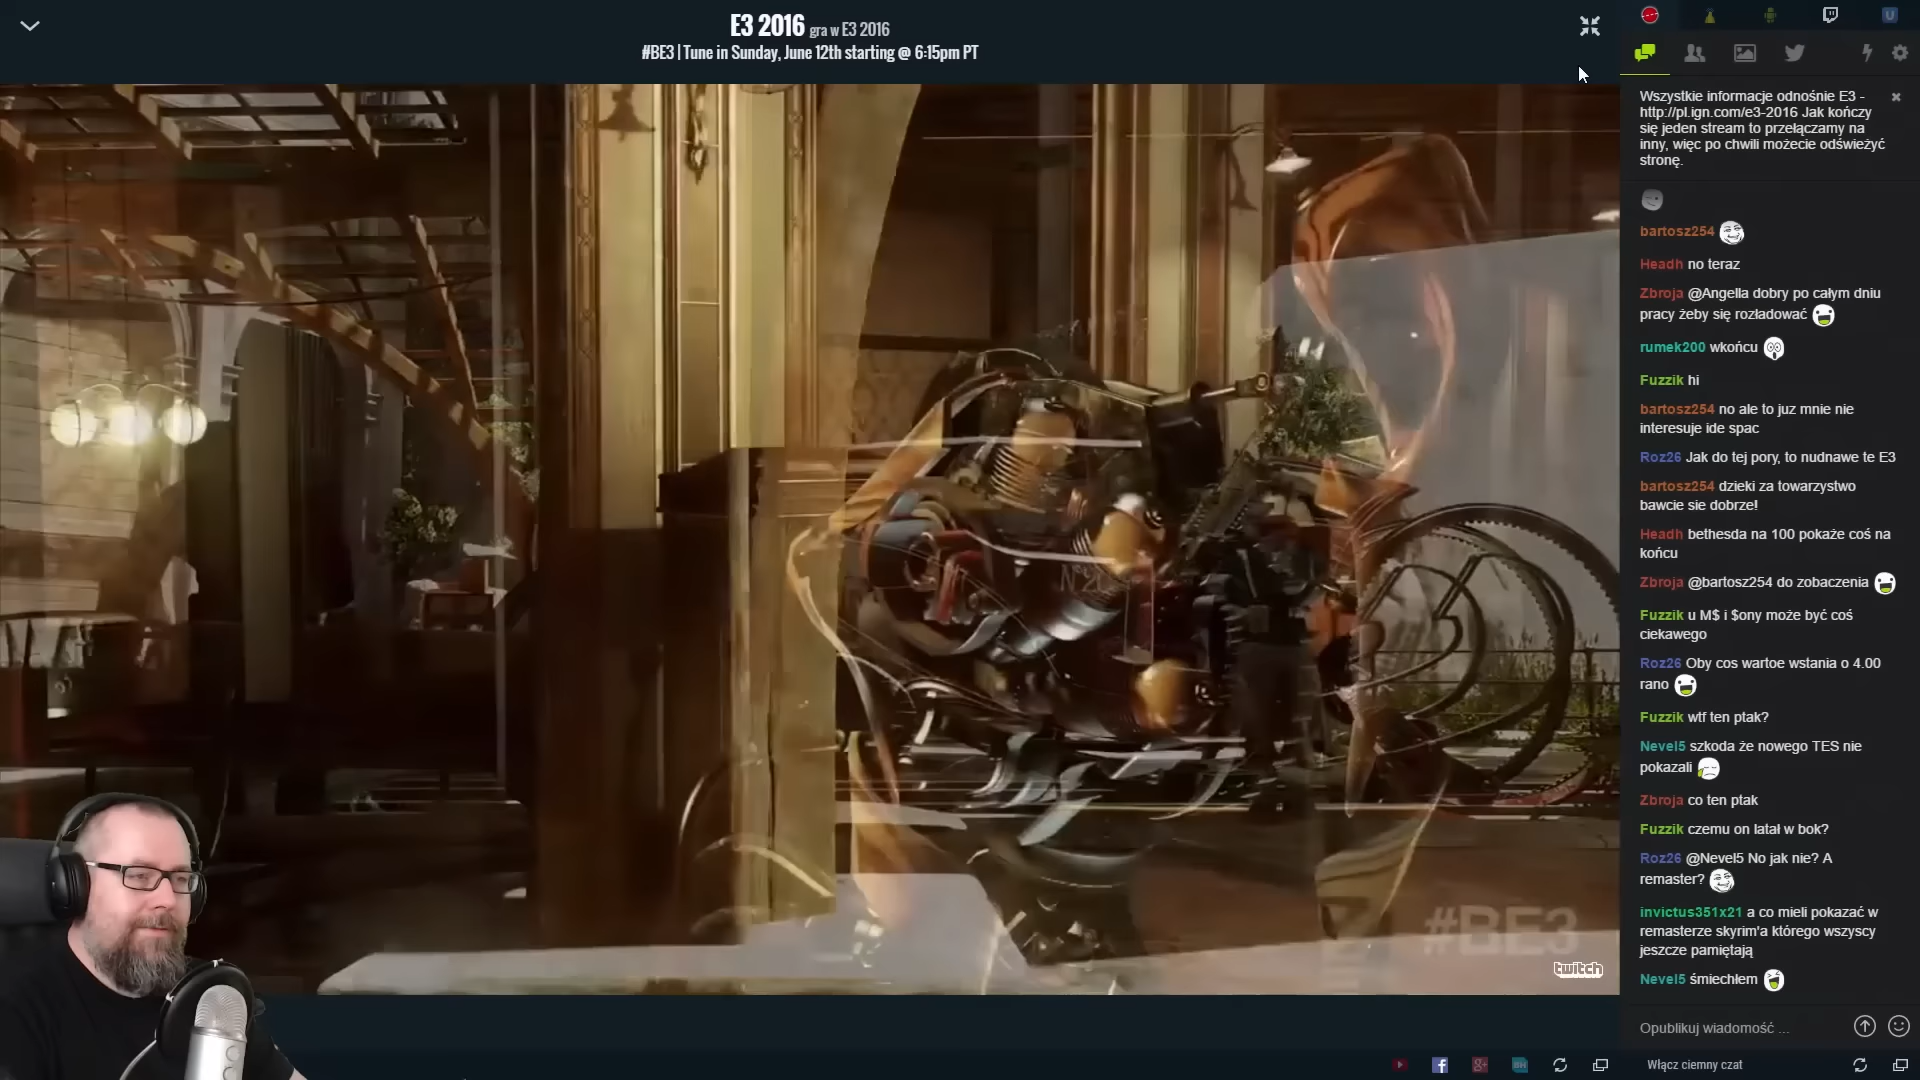 E3 2016 gra w E3 2016
#BE3 | Tune in Sunday, June 12th starting @ 6:15pm PT
Wszystkie informacje odnośnie E3 -
http://pl.ign.com/e3-2016 Jak kończy
się jeden stream to przełączamy na
inny, więc po chwili możecie odświeżyć
stronę.
bartosz254
Headh no teraz
Zbroja @Angella dobry po całym dniu
pracy żeby się rozładować
rumek200 wkońcu
Fuzzik hi
bartosz254 no ale to juz mnie nie
interesuje ide spac
Roz26 Jak do tej pory, to nudnawe te E3
bartosz254 dzieki za towarzystwo
bawcie sie dobrze!
Headh bethesda na 100 pokaże coś na
końcu
Zbroja @bartosz254 do zobaczenia
Fuzzik u M$ i $ony może być coś
ciekawego
Roz26 Oby cos wartoe wstania o 4.00
rano
Fuzzik wtf ten ptak?
Nevel5 szkoda że nowego TES nie
pokazali
Zbroja co ten ptak
Fuzzik czemu on latał w bok?
Roz26 @Nevel5 No jak nie? A
remaster?
invictus351x21 a co mieli pokazać w
remasterze skyrim'a którego wszyscy
jeszcze pamiętają
Nevel5 śmiechłem
#BE3
twitch
Opublikuj wiadomość ...
Włącz ciemny czat